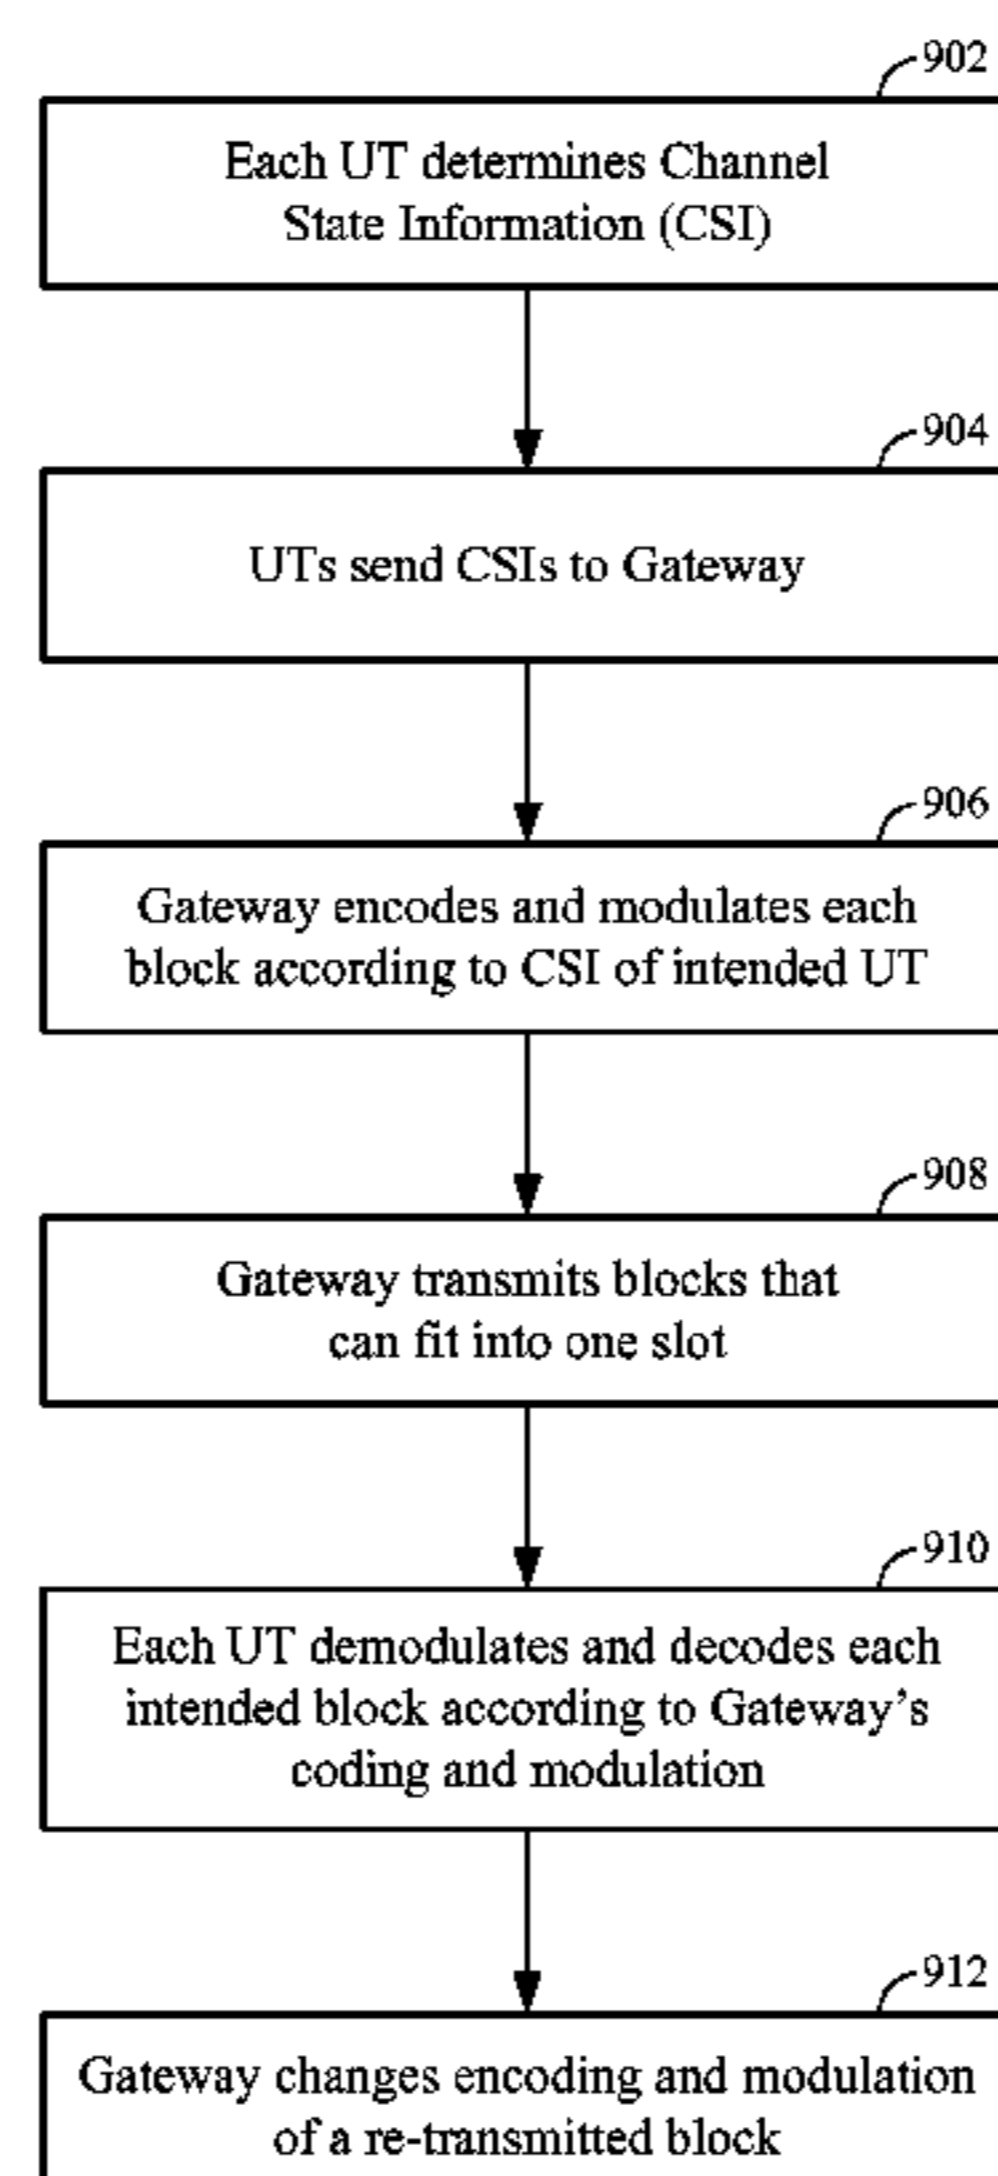 902
Each UT determines Channel
State Information (CSI)
904
UTs send CSIs to Gateway
906
Gateway encodes and modulates each
block according to CSI of intended UT
908
Gateway transmits blocks that
can fit into one slot
910
Each UT demodulates and decodes each
intended block according to Gateway's
coding and modulation
912
Gateway changes encoding and modulation
of a re-transmitted block